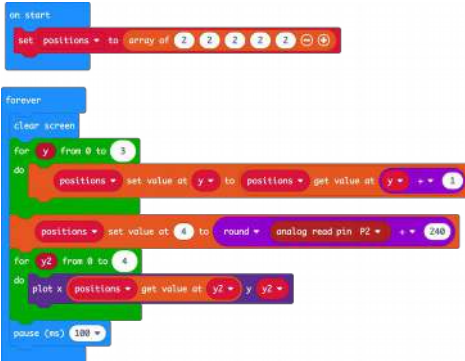 on start
set positions ▾ to array of 2 2 2 2 2 ⊖ ⊕
forever
clear screen
for y from 0 to 3
do
positions ▾ set value at y ▾ to positions ▾ get value at y ▾ + ▾ 1
positions ▾ set value at 4 to round ▾ analog read pin P2 ▾ ÷ ▾ 240
for y2 from 0 to 4
do
plot x positions ▾ get value at y2 ▾ y y2 ▾
pause (ms) 100 ▾